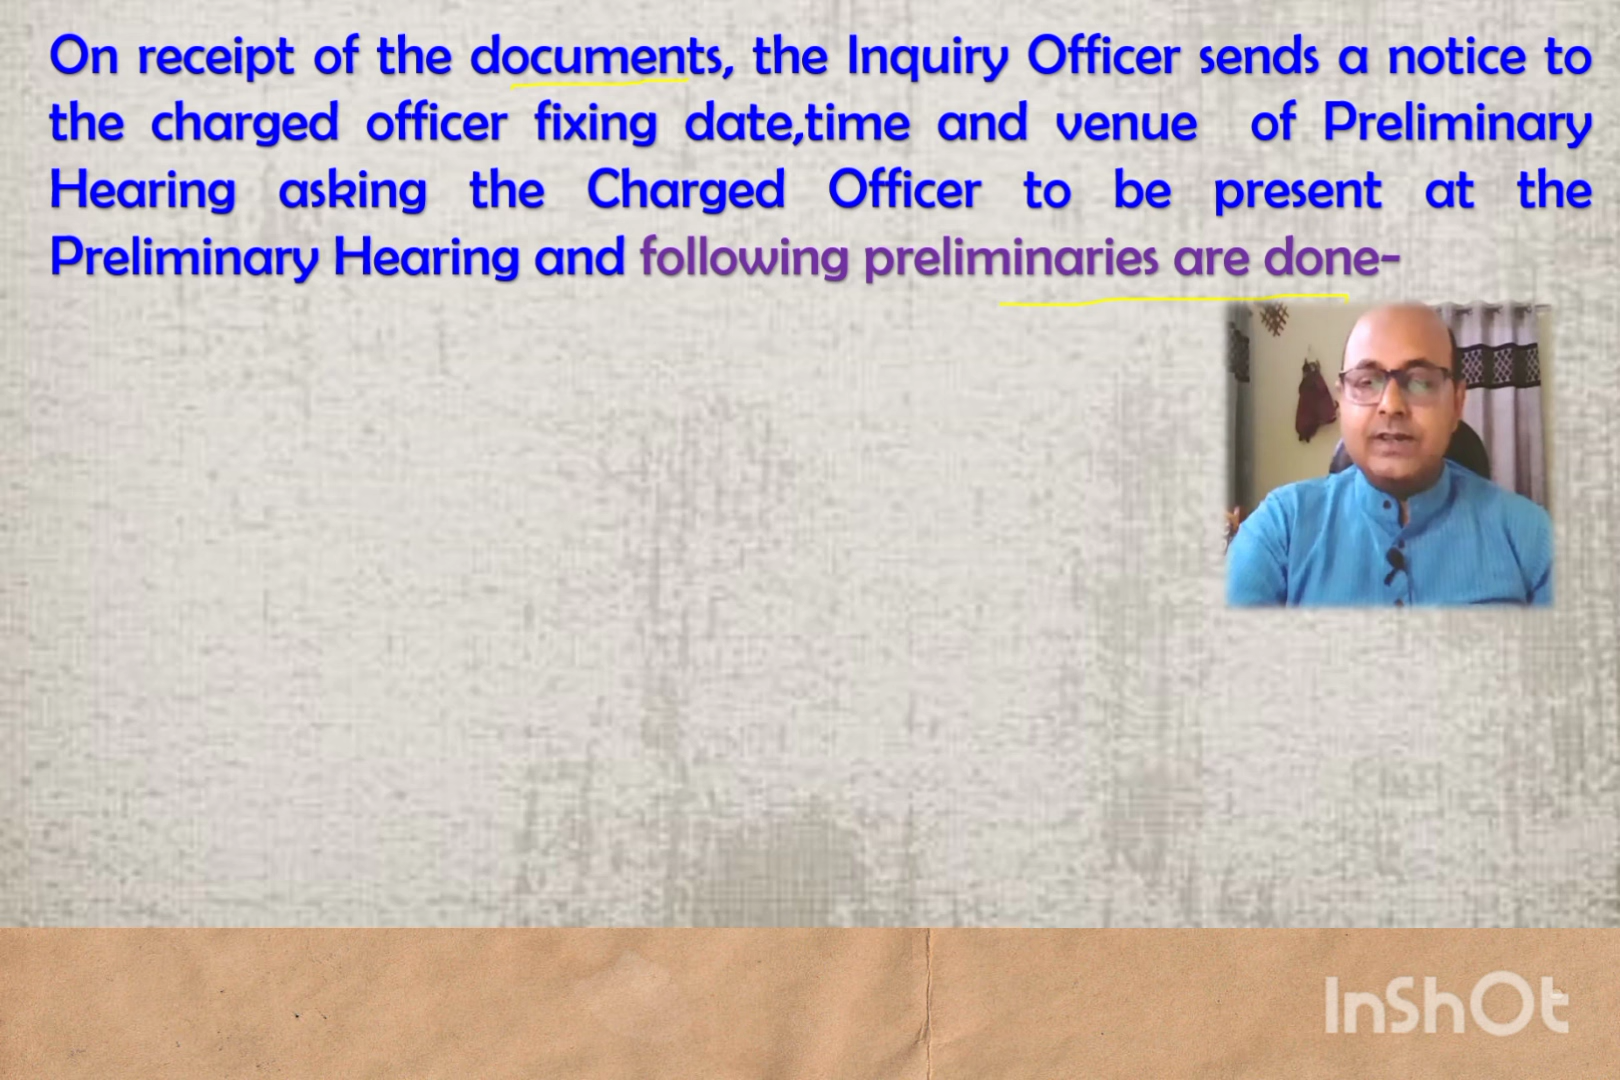 On receipt of the documents, the Inquiry Officer sends a notice to
the charged officer fixing date,time and venue of Preliminary
Hearing asking the Charged Officer to be present at the
Preliminary Hearing and following preliminaries are done-
InShOt